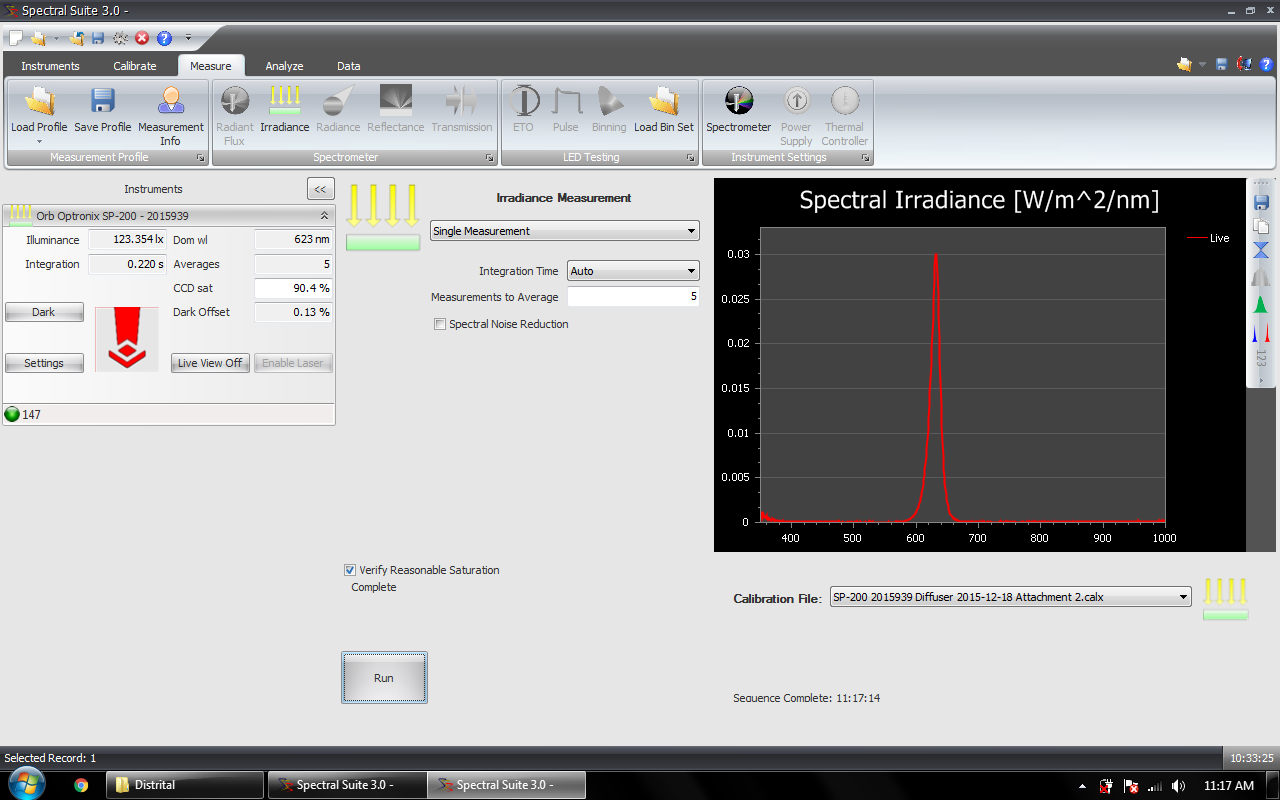 Spectral Suite 3.0 -
Instruments Calibrate Measure Analyze Data
Load Profile Save Profile Measurement Info
Radiant Flux Irradiance Radiance Reflectance Transmission
ETO Pulse Binning Load Bin Set
Spectrometer Power Supply Thermal Controller
Measurement Profile Spectrometer LED Testing Instrument Settings
Instruments <<
Orb Optronix SP-200 - 2015939
Illuminance 123.354 lx Dom wl 623 nm
Integration 0.220 s Averages 5
CCD sat 90.4 %
Dark Dark Offset 0.13 %
Settings Live View Off Enable Laser
147
Irradiance Measurement
Single Measurement
Integration Time Auto
Measurements to Average 5
Spectral Noise Reduction
Verify Reasonable Saturation
Complete
Run
Spectral Irradiance [W/m^2/nm]
Live
0.03
0.025
0.02
0.015
0.01
0.005
0
400 500 600 700 800 900 1000
123
Calibration File: SP-200 2015939 Diffuser 2015-12-18 Attachment 2.calx
Sequence Complete: 11:17:14
Selected Record: 1 10:33:25
Distrital Spectral Suite 3.0 - Spectral Suite 3.0 - 11:17 AM